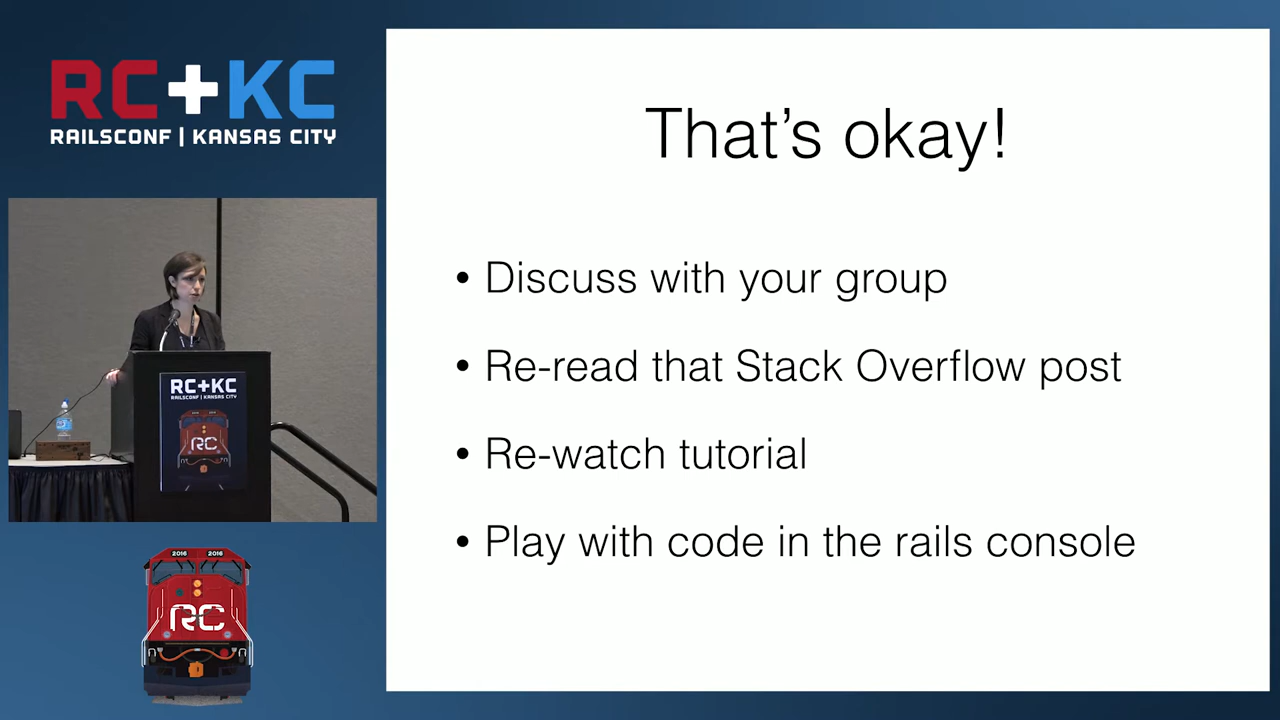 RC+KC
RAILSCONF | KANSAS CITY
That's okay!
• Discuss with your group
• Re-read that Stack Overflow post
• Re-watch tutorial
• Play with code in the rails console
RC+KC
RAILSCONF | KANSAS CITY
RC
2016 2016
RC